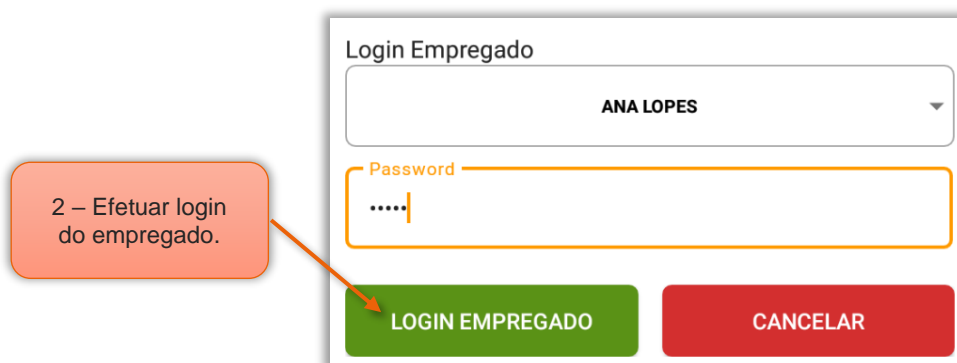 Login Empregado
ANA LOPES
Password
•••••
2 – Efetuar login
do empregado.
LOGIN EMPREGADO
CANCELAR